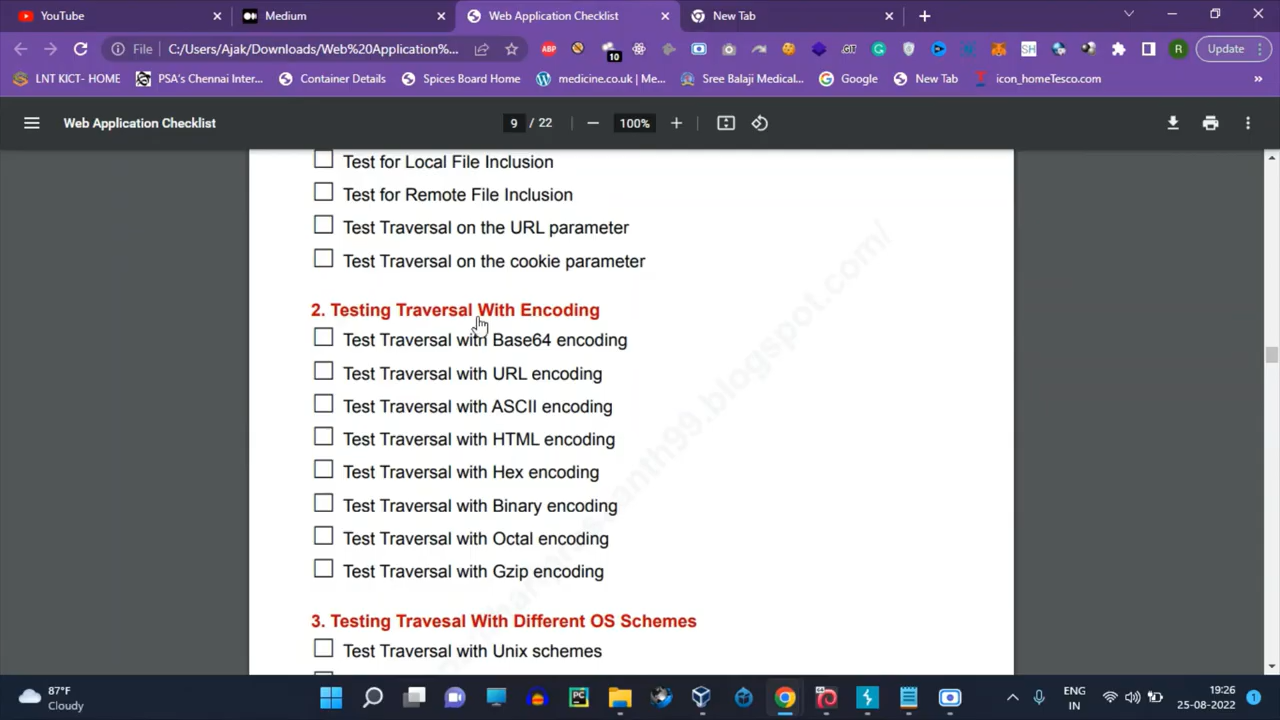 YouTube
Medium
Web Application Checklist
New Tab
File
C:/Users/Ajak/Downloads/Web%20Application%...
ABP
10
GIF
SH
R
Update
LNT KICT- HOME
PSA's Chennai Inter...
Container Details
Spices Board Home
medicine.co.uk | Me...
Sree Balaji Medical...
Google
New Tab
icon_homeTesco.com
»
Web Application Checklist
9 / 22
100%
Test for Local File Inclusion
Test for Remote File Inclusion
Test Traversal on the URL parameter
Test Traversal on the cookie parameter
2. Testing Traversal With Encoding
Test Traversal with Base64 encoding
Test Traversal with URL encoding
Test Traversal with ASCII encoding
Test Traversal with HTML encoding
Test Traversal with Hex encoding
Test Traversal with Binary encoding
Test Traversal with Octal encoding
Test Traversal with Gzip encoding
3. Testing Travesal With Different OS Schemes
Test Traversal with Unix schemes
87°F
Cloudy
PC
ENG
IN
19:26
25-08-2022
1